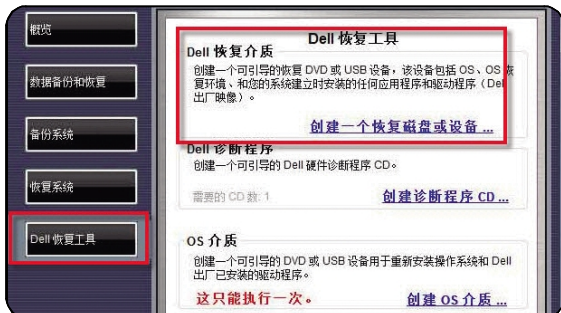 概览
数据备份和恢复
备份系统
恢复系统
Dell 恢复工具
Dell 恢复工具
Dell 恢复介质
创建一个可引导的恢复 DVD 或 USB 设备，该设备包括 OS、OS 恢
复环境、和您的系统建立时安装的任何应用程序和驱动程序（Dell
出厂映像）。
创建一个恢复磁盘或设备 ...
Dell 诊断程序
创建一个可引导的 Dell 硬件诊断程序 CD。
需要的 CD 数: 1
创建诊断程序 CD ...
OS 介质
创建一个可引导的 DVD 或 USB 设备用于重新安装操作系统和 Dell
出厂已安装的驱动程序。
这只能执行一次。
创建 OS 介质 ...